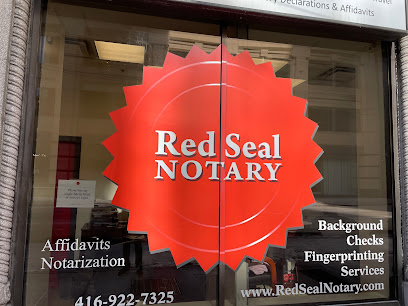 Declarations & Affidavits
Red Seal
NOTARY
Affidavits
Notarization
416-922-7325
Background
Checks
Fingerprinting
Services
www.RedSealNotary.com